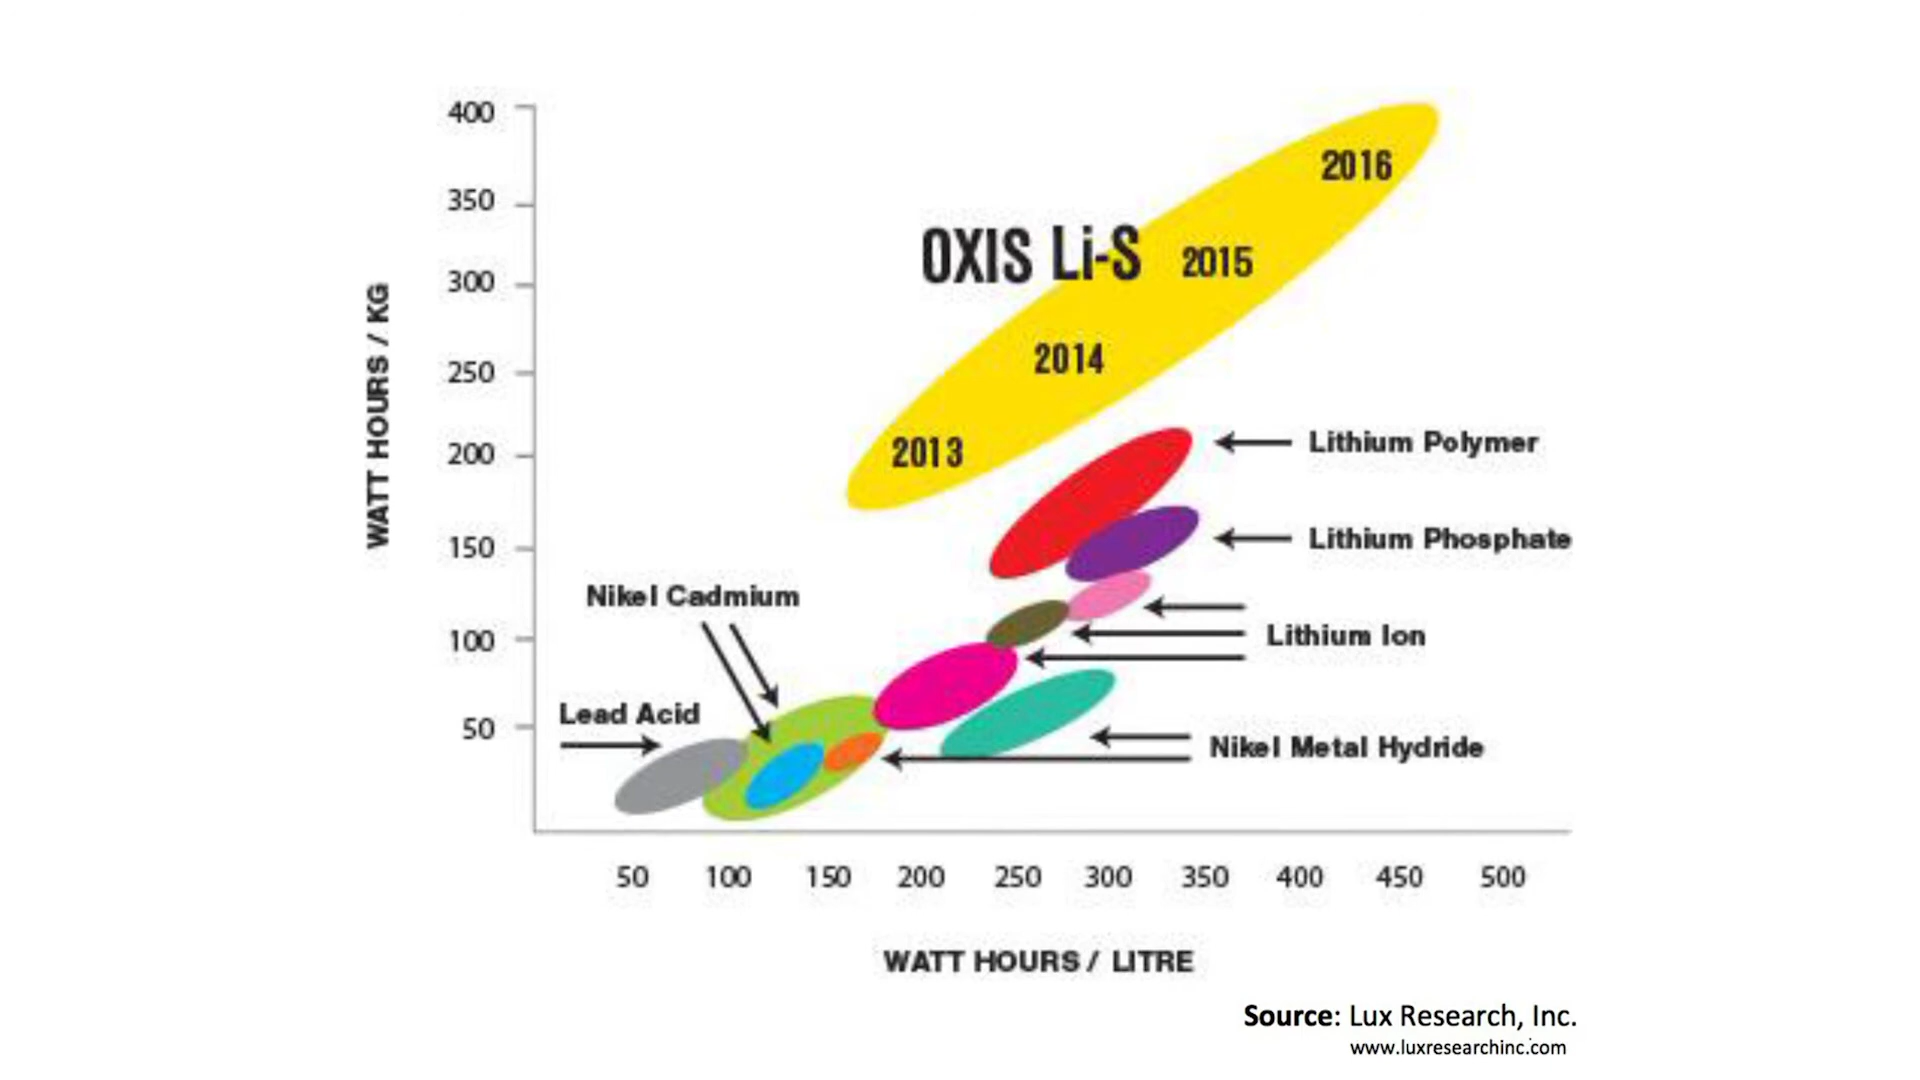 400
350
300
250
200
150
100
50
WATT HOURS / KG
2016
OXIS Li-S
2015
2014
2013
Lithium Polymer
Lithium Phosphate
Nikel Cadmium
Lithium Ion
Lead Acid
Nikel Metal Hydride
50 100 150 200 250 300 350 400 450 500
WATT HOURS / LITRE
Source: Lux Research, Inc.
www.luxresearchinc.com